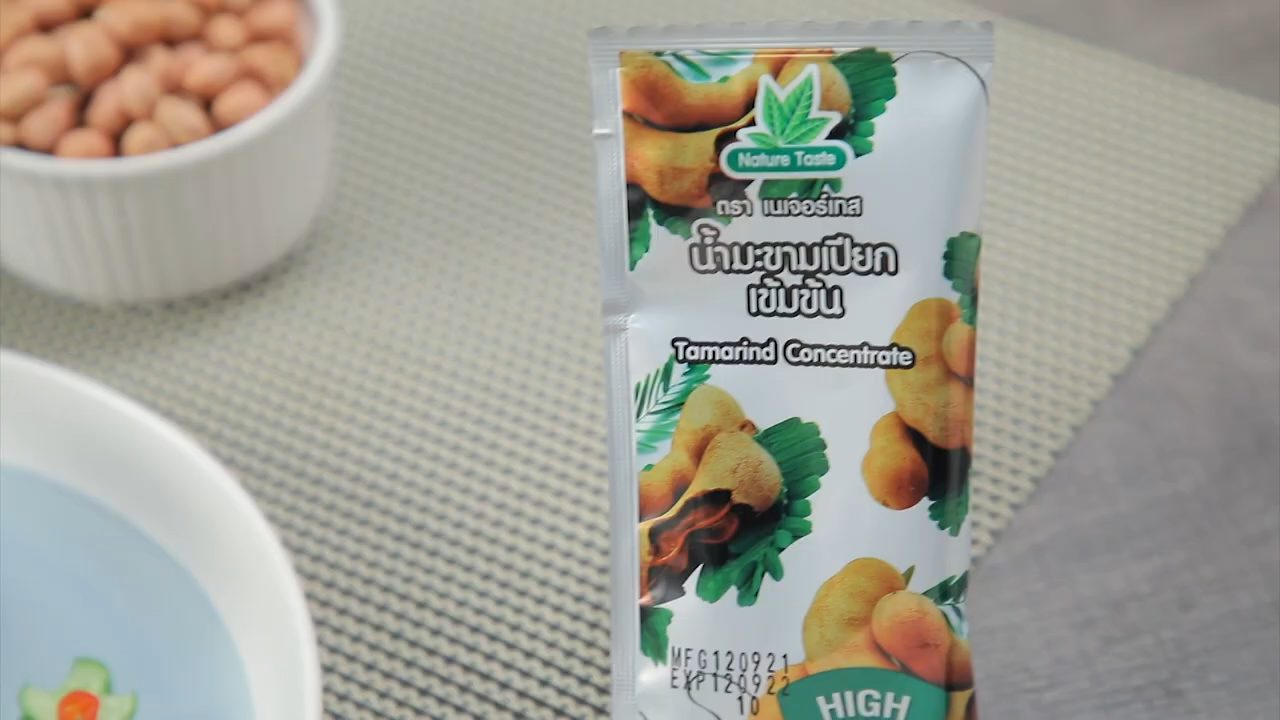 Nature Taste
ตรา เนเจอร์เทส
น้ำมะขามเปียก
เข้มข้น
Tamarind Concentrate
MFG120921
EXP120922
10
HIGH